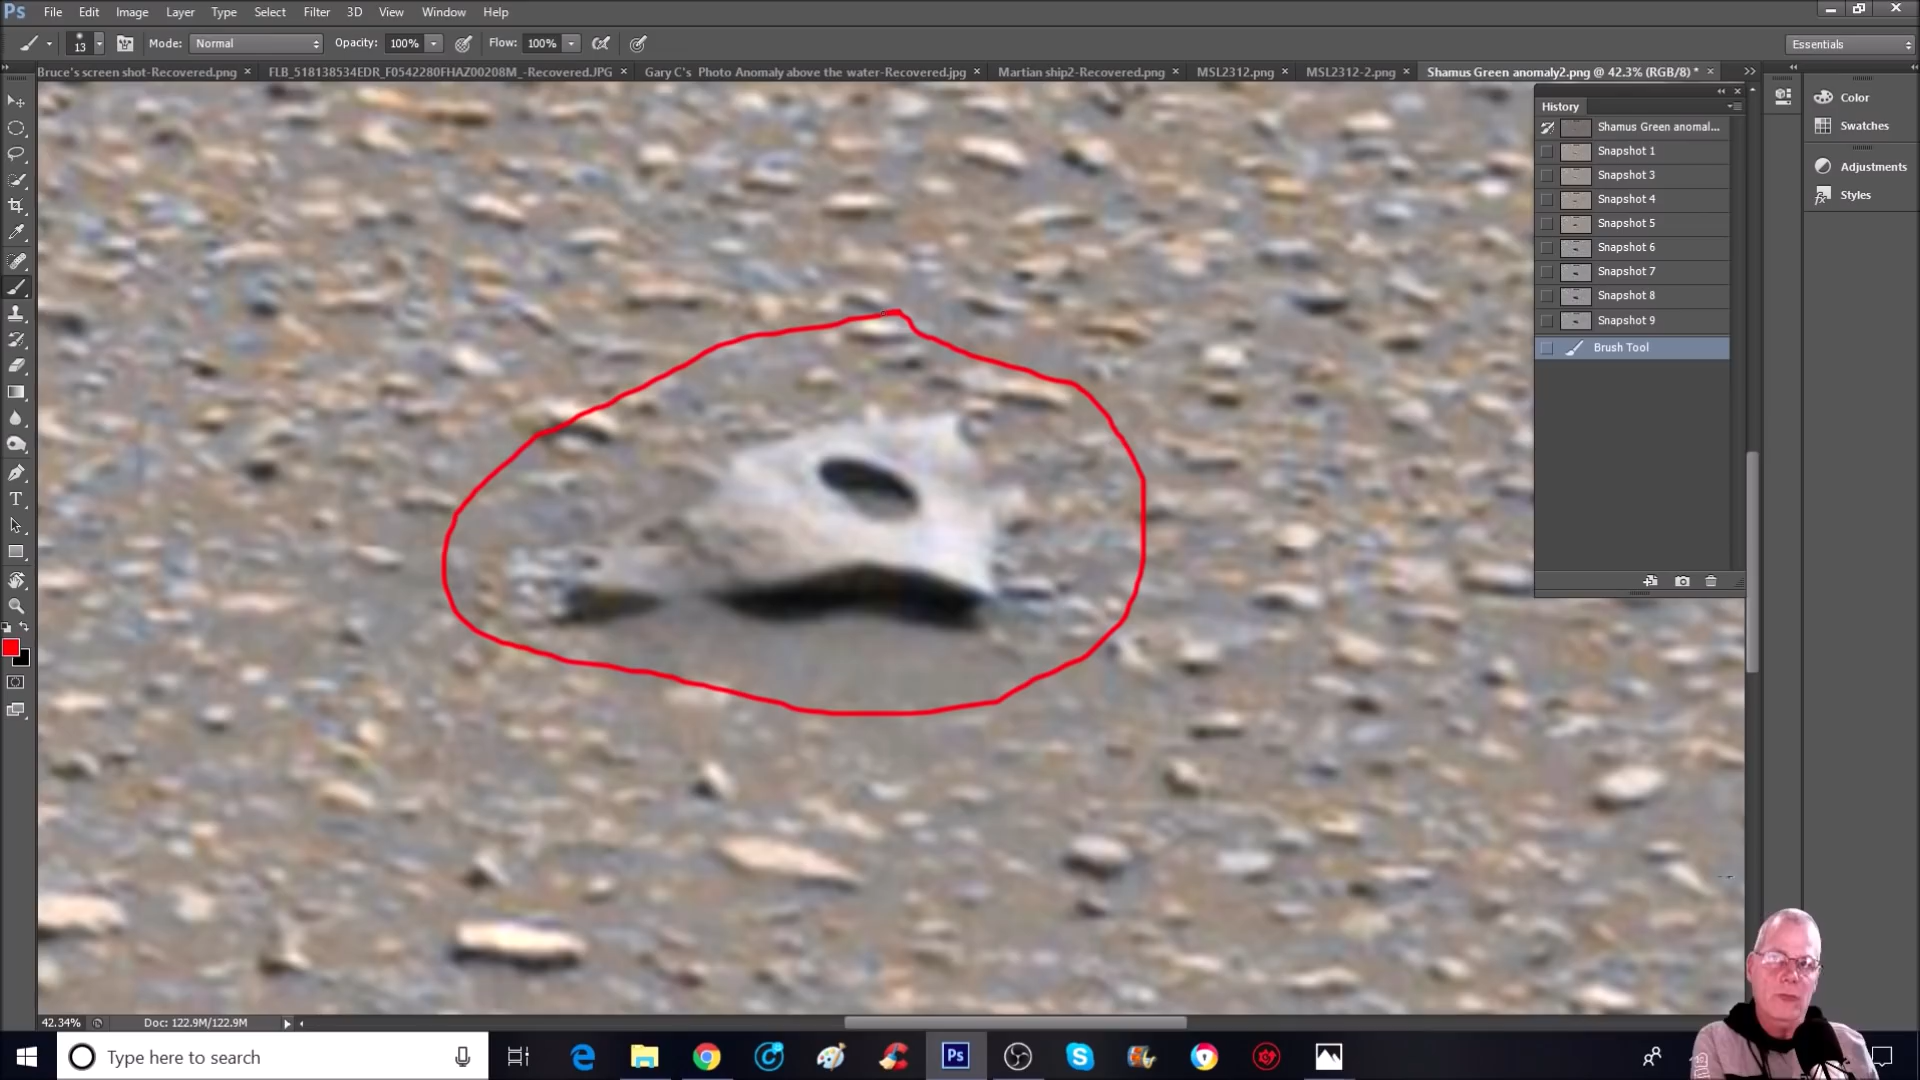 Ps File Edit Image Layer Type Select Filter 3D View Window Help
13 Mode: Normal Opacity: 100% Flow: 100% Essentials
Bruce's screen shot-Recovered.png × FLB_518138534EDR_F0542280FHAZ00208M_-Recovered.JPG × Gary C's Photo Anomaly above the water-Recovered.jpg × Martian ship2-Recovered.png × MSL2312.png × MSL2312-2.png × Shamus Green anomaly2.png @ 42.3% (RGB/8) * ×
History
Shamus Green anomal...
Snapshot 1
Snapshot 3
Snapshot 4
Snapshot 5
Snapshot 6
Snapshot 7
Snapshot 8
Snapshot 9
Brush Tool
Color
Swatches
Adjustments
Styles
42.34% Doc: 122.9M/122.9M
Type here to search
Ps